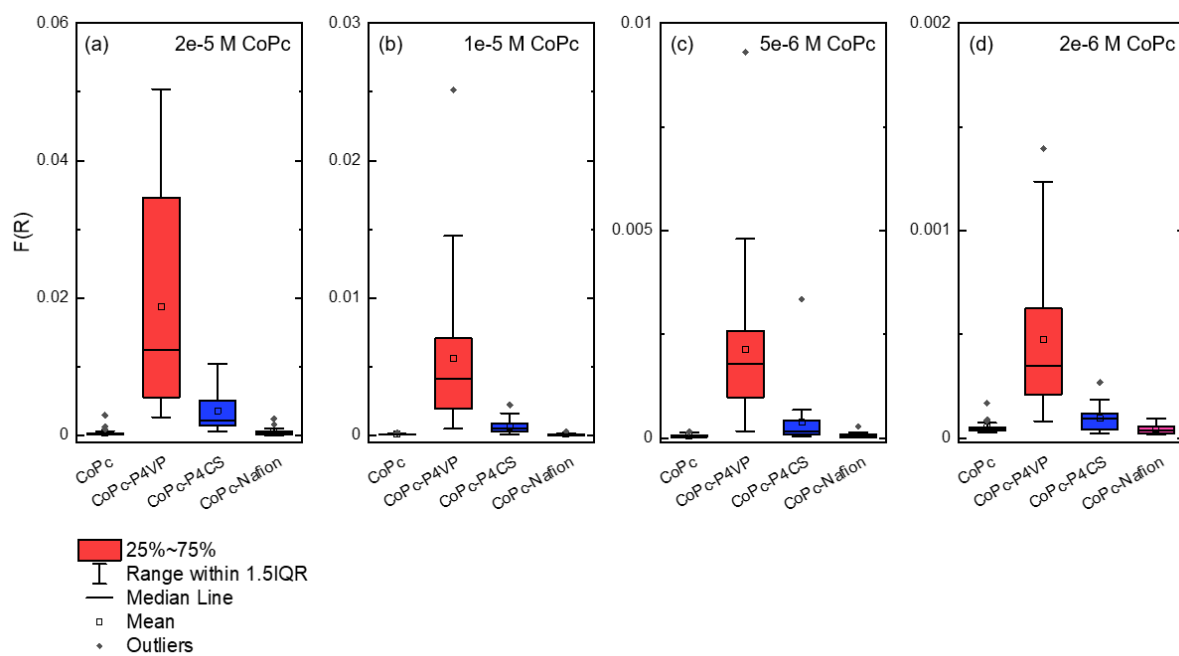 (a) 2e-5 M CoPc
(b) 1e-5 M CoPc
(c) 5e-6 M CoPc
(d) 2e-6 M CoPc
F(R)
0.06
0.04
0.02
0
0.03
0.02
0.01
0
0.01
0.005
0
0.002
0.001
0
CoPc
CoPc-P4VP
CoPc-P4CS
CoPc-Nafion
CoPc
CoPc-P4VP
CoPc-P4CS
CoPc-Nafion
CoPc
CoPc-P4VP
CoPc-P4CS
CoPc-Nafion
CoPc
CoPc-P4VP
CoPc-P4CS
CoPc-Nafion
25%~75%
Range within 1.5IQR
Median Line
Mean
Outliers